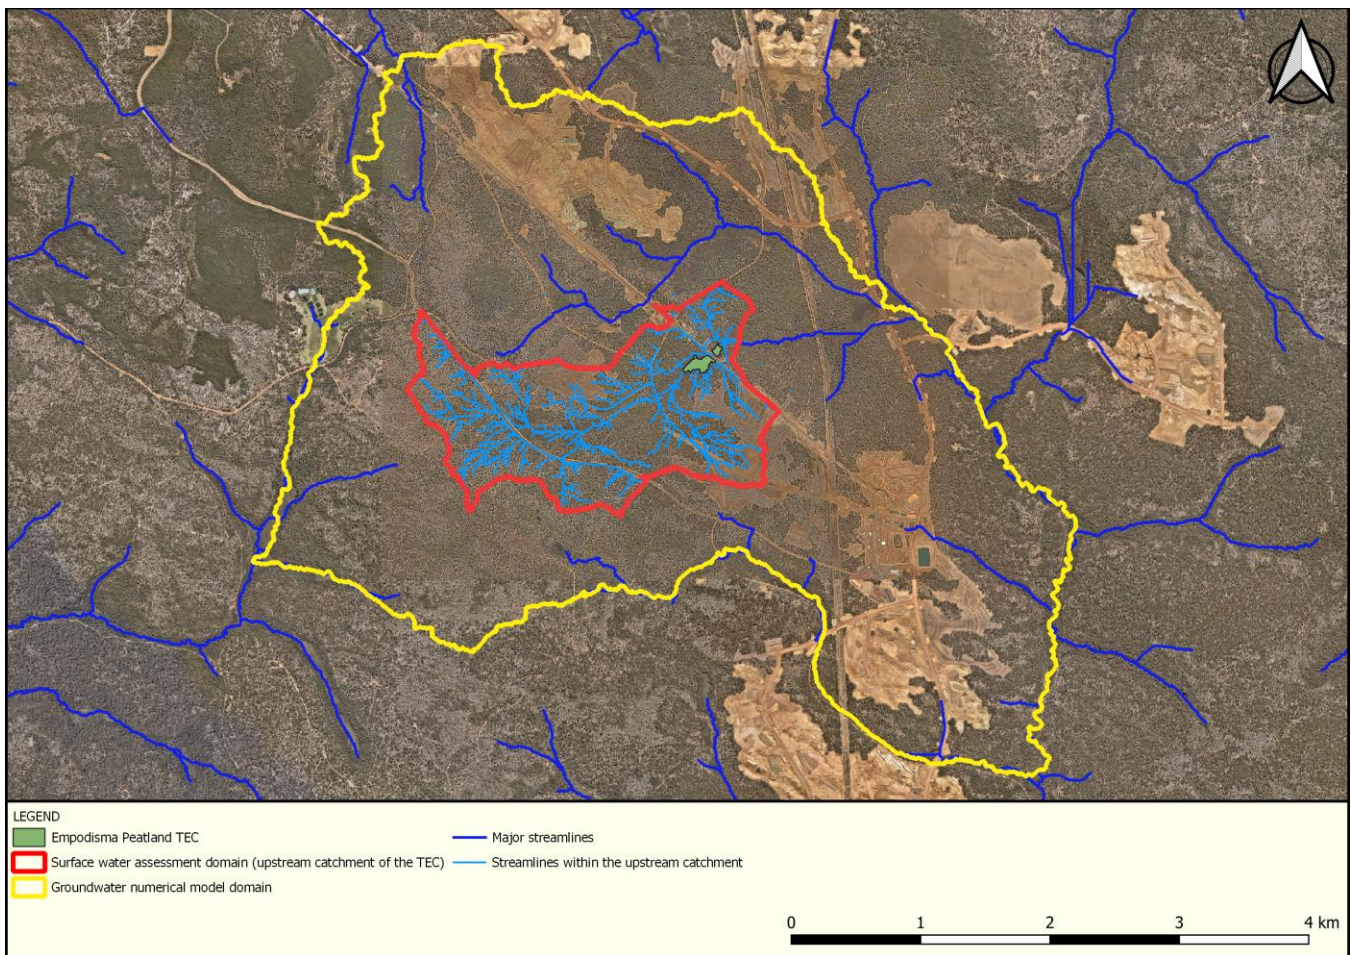 LEGEND
Empodisma Peatland TEC
Surface water assessment domain (upstream catchment of the TEC)
Groundwater numerical model domain
Major streamlines
Streamlines within the upstream catchment
0 1 2 3 4 km